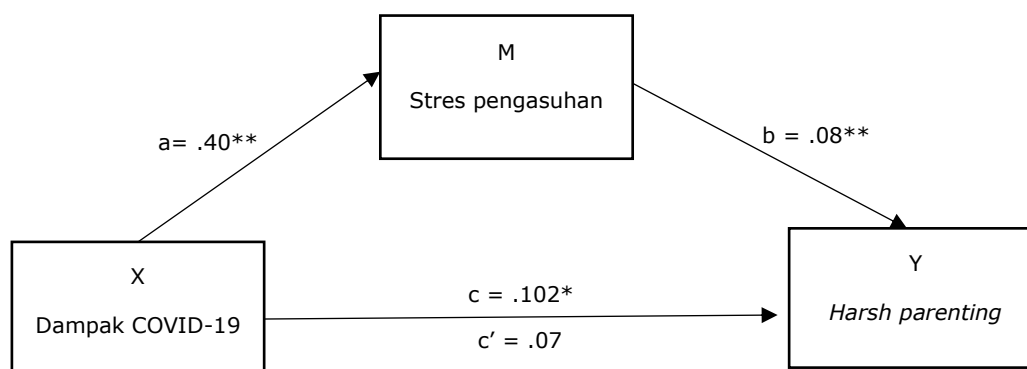 M
Stres pengasuhan
a= .40**
b = .08**
X
Dampak COVID-19
c = .102*
c’ = .07
Y
Harsh parenting